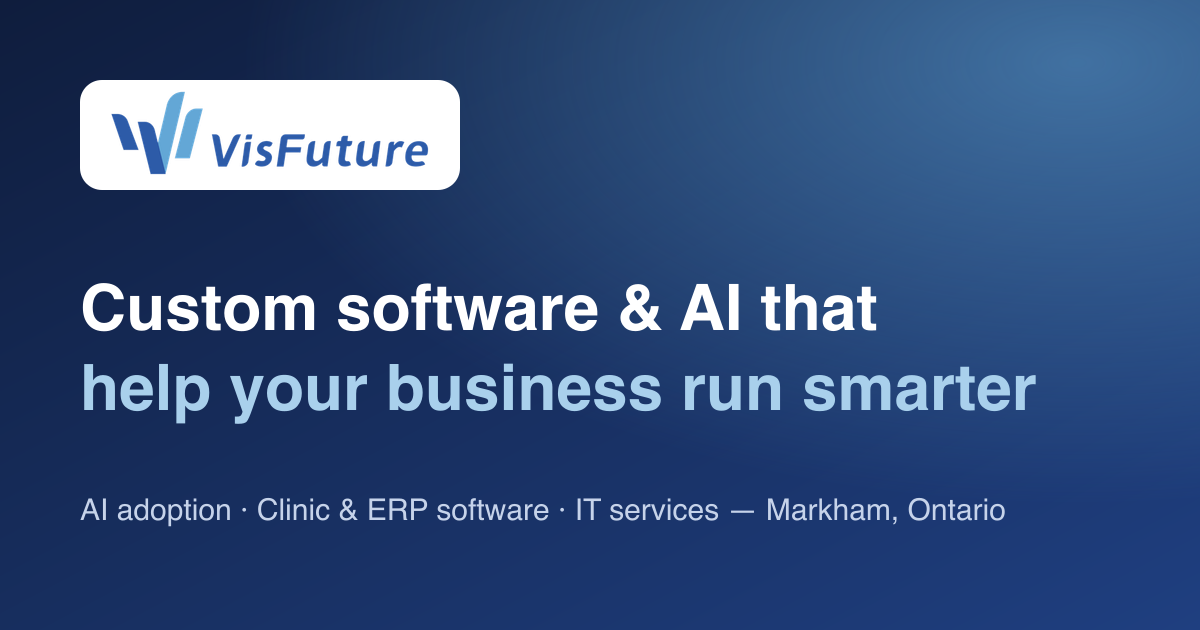 VisFuture
Custom software & AI that
help your business run smarter
AI adoption · Clinic & ERP software · IT services — Markham, Ontario